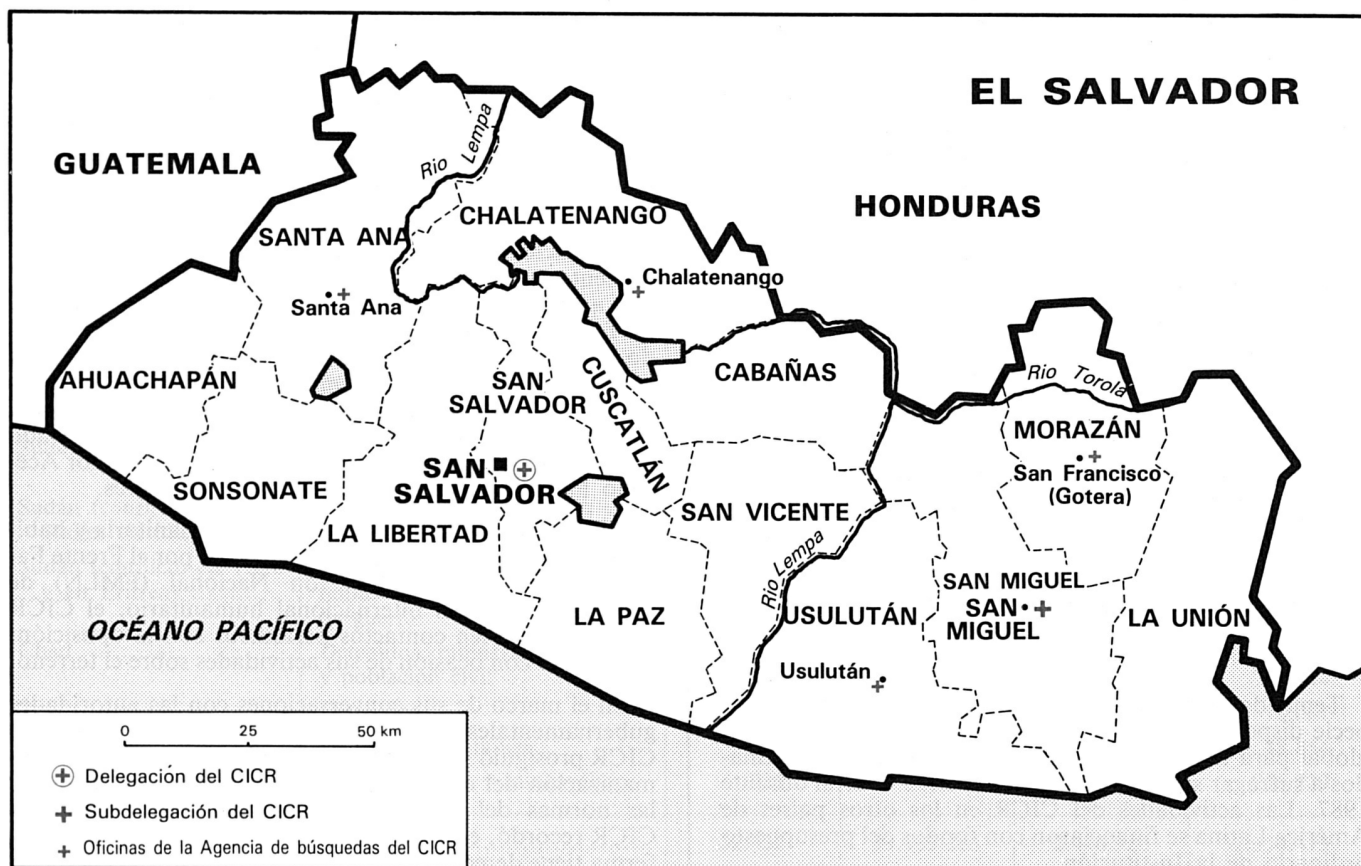 EL SALVADOR
GUATEMALA
HONDURAS
Rio Lempa
CHALATENANGO
SANTA ANA
Chalatenango
Santa Ana
AHUACHAPÁN
SAN
SALVADOR
CUSCATLÁN
CABAÑAS
Rio Torola
MORAZÁN
San Francisco
(Gotera)
SONSONATE
SAN
SALVADOR
LA LIBERTAD
SAN VICENTE
Rio Lempa
SAN MIGUEL
SAN
MIGUEL
LA PAZ
USULUTÁN
LA UNIÓN
Usulután
OCÉANO PACÍFICO
0 25 50 km
Delegación del CICR
Subdelegación del CICR
Oficinas de la Agencia de búsquedas del CICR